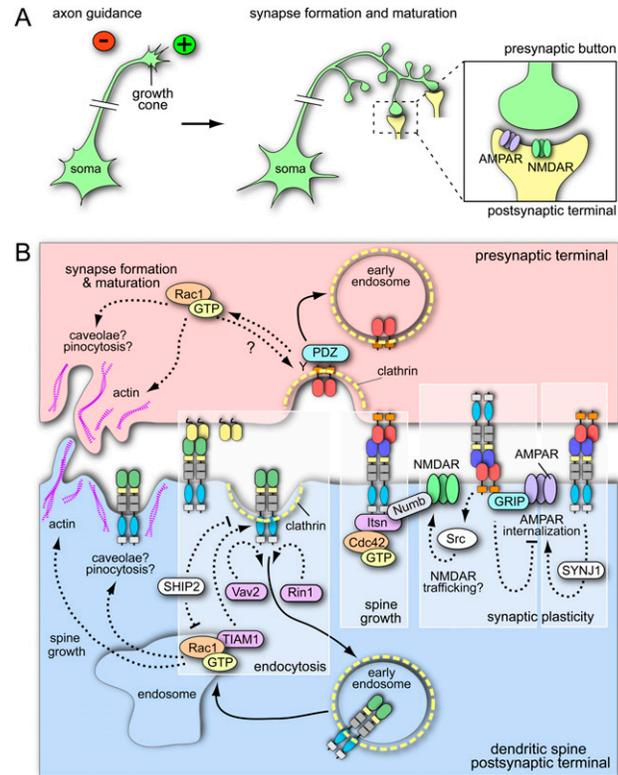 A
axon guidance
synapse formation and maturation
growth
cone
soma
soma
presynaptic button
AMPAR
NMDAR
postsynaptic terminal
B
synapse formation
& maturation
presynaptic terminal
Rac1
GTP
early
endosome
caveolae?
pinocytosis?
?
PDZ
Y
clathrin
actin
NMDAR
AMPAR
clathrin
actin
Numb
GRIP
Itsn
AMPAR
internalization
caveolae?
pinocytosis?
Cdc42
GTP
Src
SHIP2
Vav2
Rin1
NMDAR
trafficking?
SYNJ1
spine
growth
synaptic plasticity
spine
growth
TIAM1
Rac1
GTP
endocytosis
endosome
early
endosome
dendritic spine
postsynaptic terminal